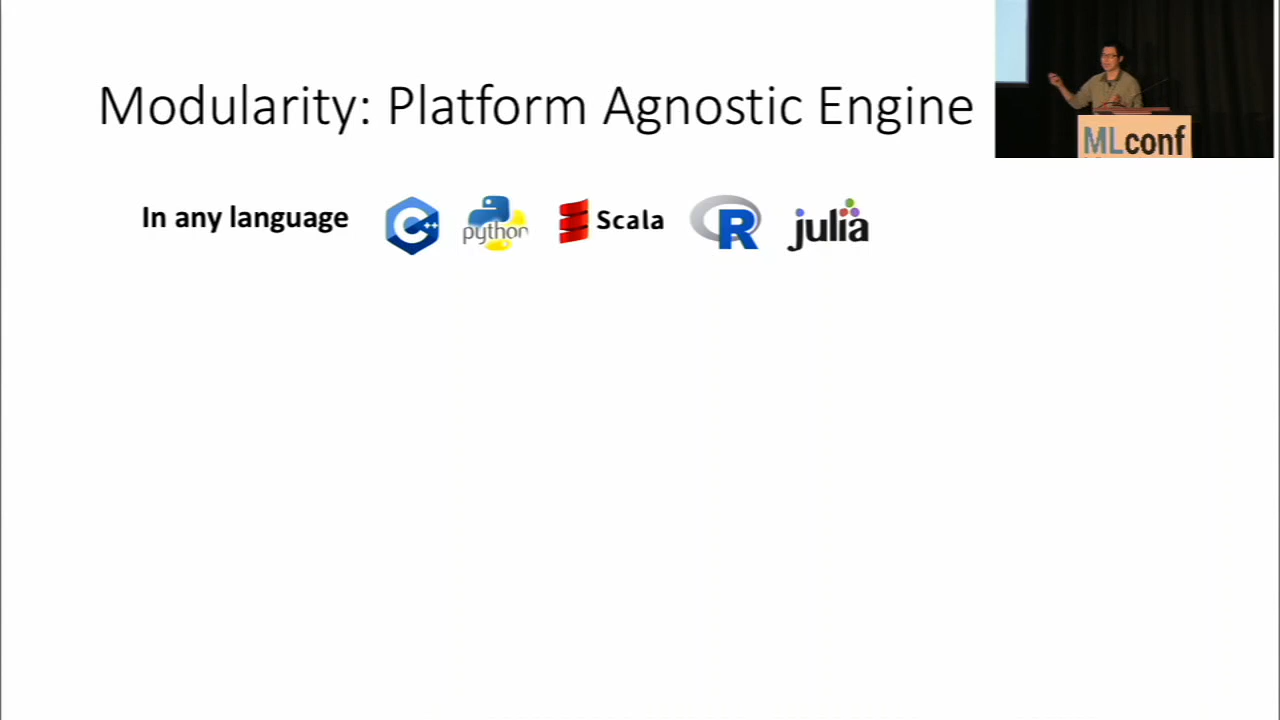 Modularity: Platform Agnostic Engine
MLconf
In any language
C++
python
Scala
R
julia